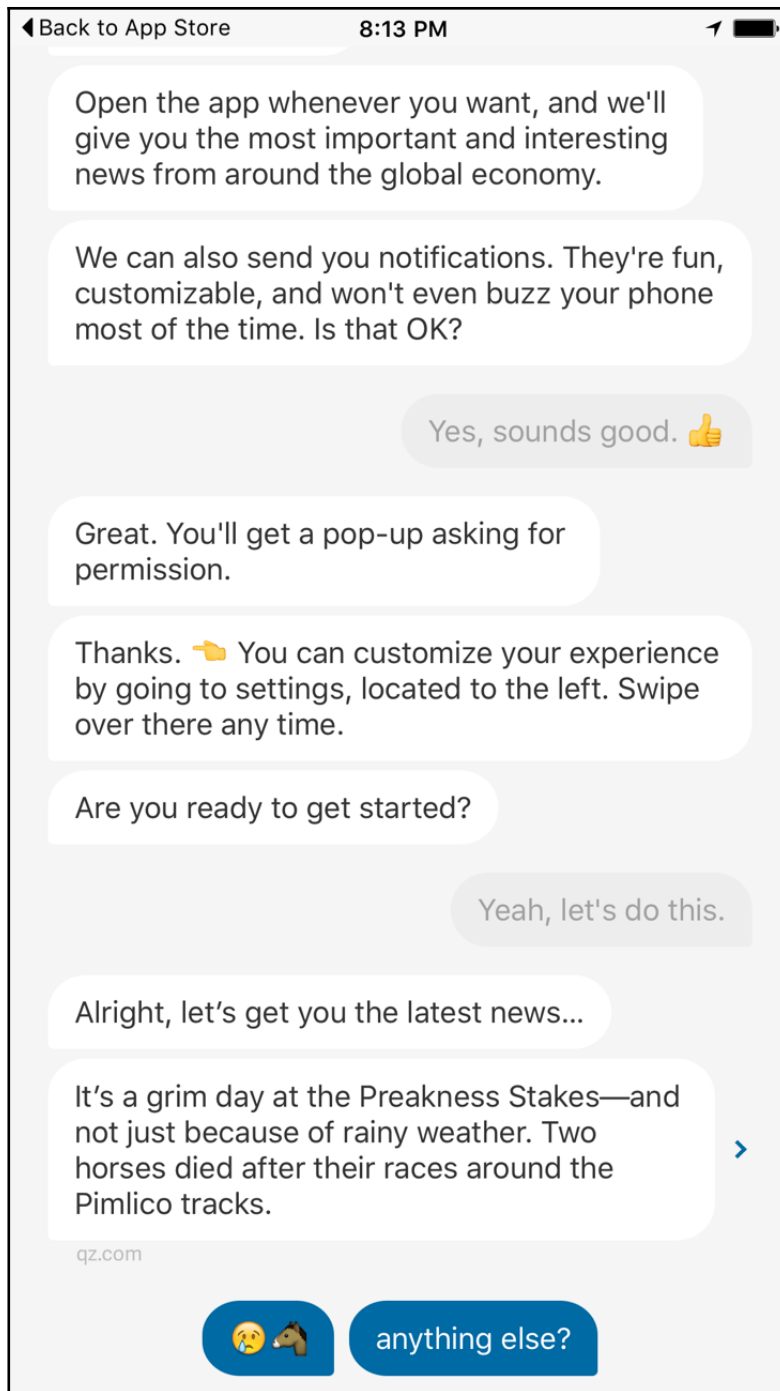 Back to App Store
8:13 PM
Open the app whenever you want, and we'll
give you the most important and interesting
news from around the global economy.
We can also send you notifications. They're fun,
customizable, and won't even buzz your phone
most of the time. Is that OK?
Yes, sounds good. 👍
Great. You'll get a pop-up asking for
permission.
Thanks. 👈 You can customize your experience
by going to settings, located to the left. Swipe
over there any time.
Are you ready to get started?
Yeah, let's do this.
Alright, let’s get you the latest news...
It’s a grim day at the Preakness Stakes—and
not just because of rainy weather. Two
horses died after their races around the
Pimlico tracks.
qz.com
😢🐴
anything else?